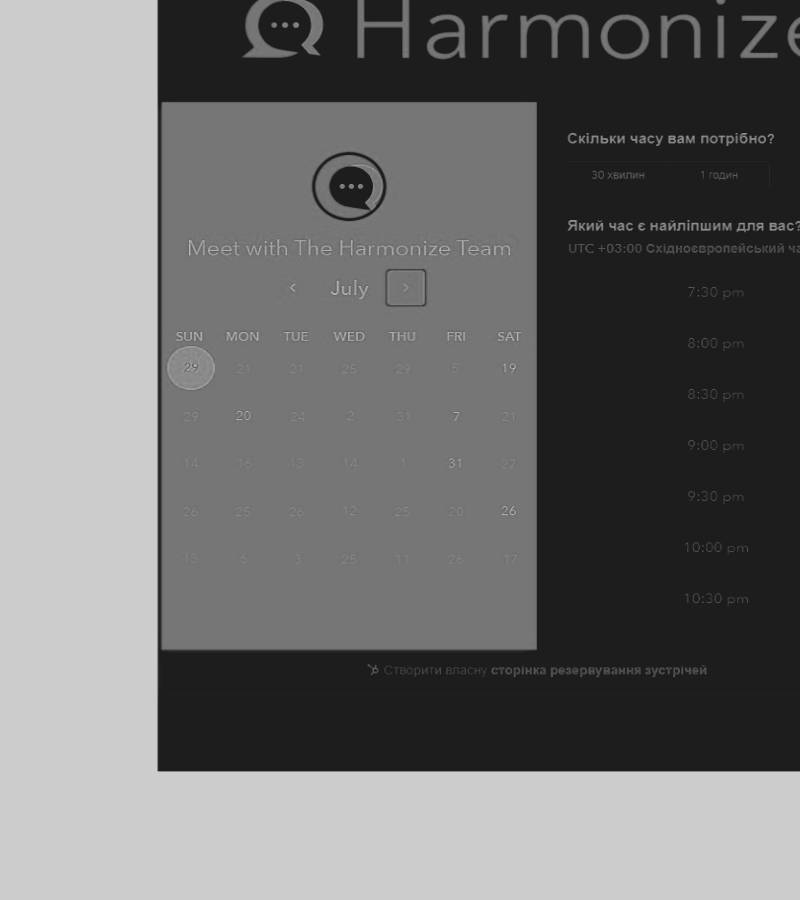 Harmonize
Meet with The Harmonize Team
July
SUN MON TUE WED THU FRI SAT
29 21 21 25 29 5 19
29 20 24 2 31 7 21
14 16 13 14 1 31 27
26 25 26 12 25 20 26
13 6 3 25 11 26 17
Скільки часу вам потрібно?
30 хвилин 1 годин
Який час є найліпшим для вас?
UTC +03:00 Східноєвропейський
7:30 pm
8:00 pm
8:30 pm
9:00 pm
9:30 pm
10:00 pm
10:30 pm
Створити власну сторінка резервування зустрічей